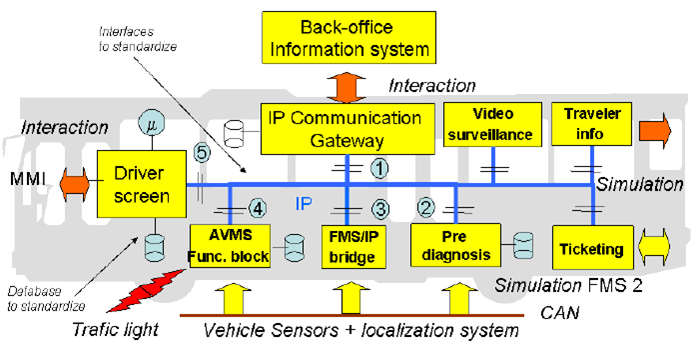 Interfaces
to standardize
Back-office
Information system
Interaction
IP Communication
Gateway
Video
surveillance
Traveler
info
Interaction
μ
5
1
MMI
Driver
screen
Simulation
IP
4
3
2
AVMS
Func. block
FMS/IP
bridge
Pre
diagnosis
Ticketing
Database
to standardize
Simulation FMS 2
CAN
Trafic light
Vehicle Sensors + localization system